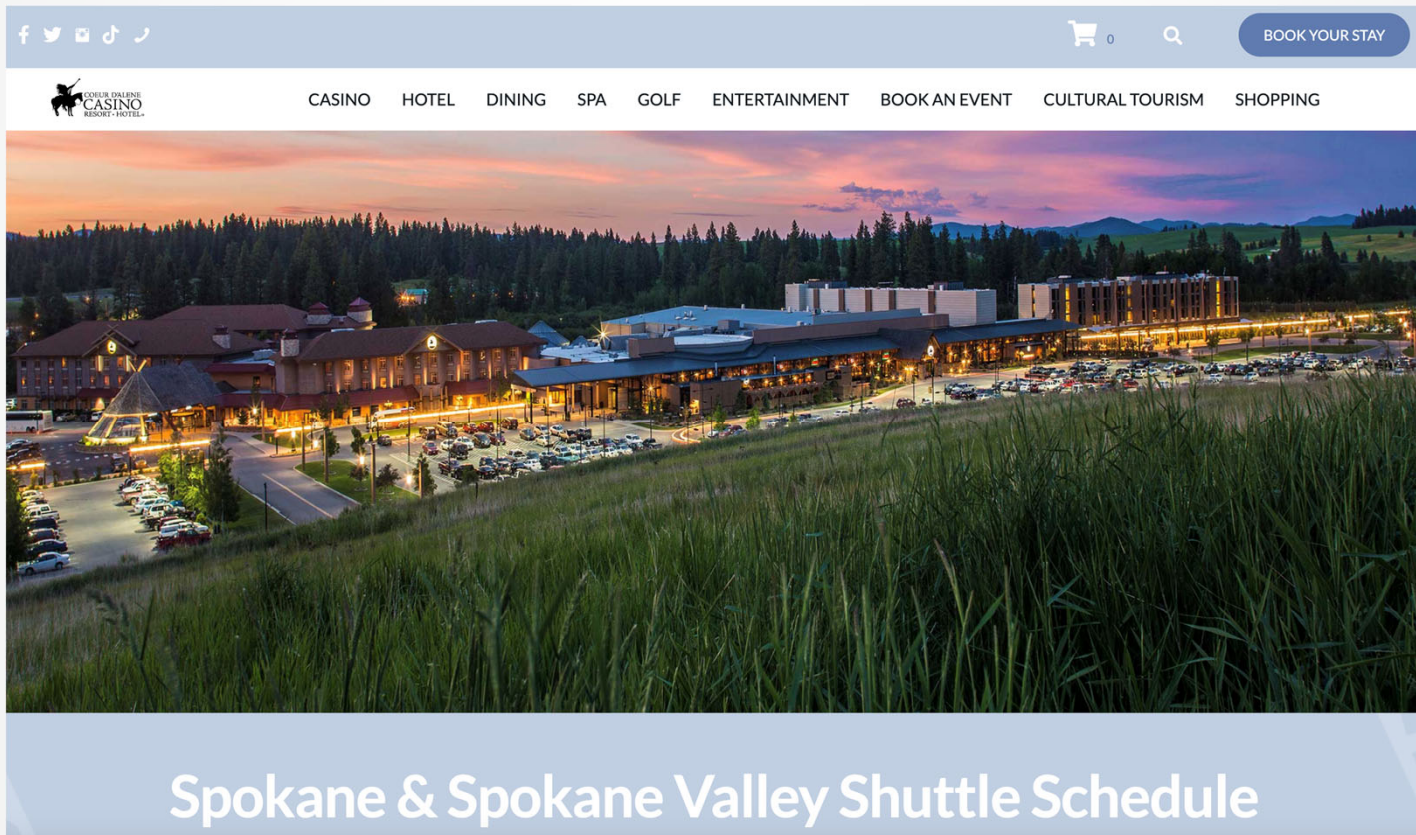 0
BOOK YOUR STAY
COEUR D'ALENE
CASINO
RESORT • HOTEL
CASINO HOTEL DINING SPA GOLF ENTERTAINMENT BOOK AN EVENT CULTURAL TOURISM SHOPPING
Spokane & Spokane Valley Shuttle Schedule